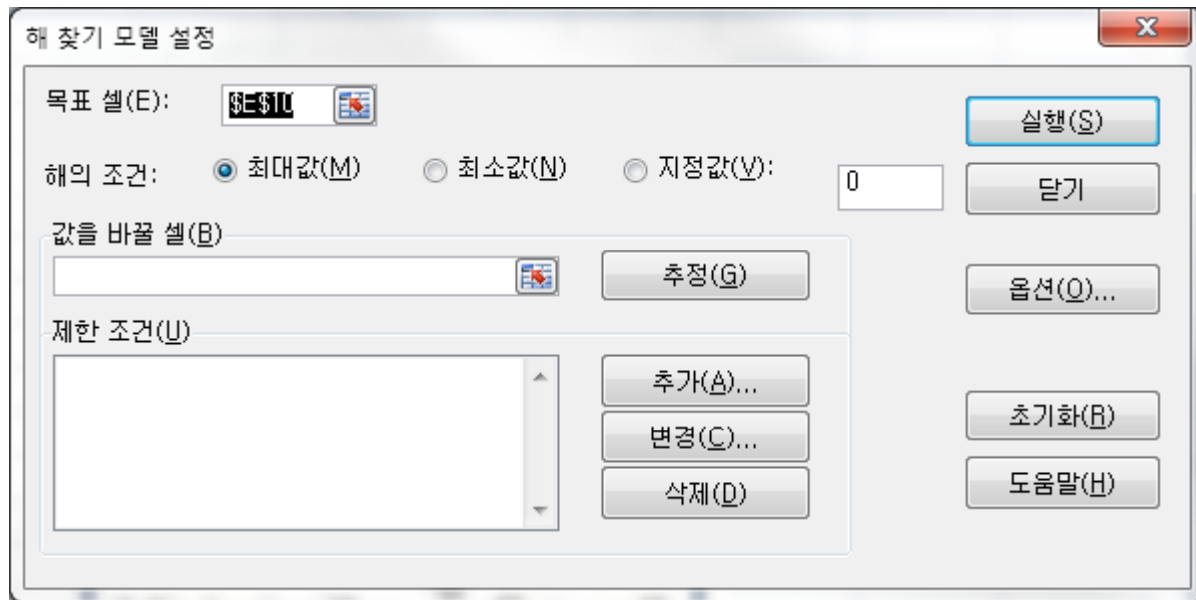 해 찾기 모델 설정
목표 셀(E): $E$10
실행(S)
해의 조건: 최대값(M) 최소값(N) 지정값(V): 0
닫기
값을 바꿀 셀(B)
추정(G)
옵션(O)...
제한 조건(U)
추가(A)...
변경(C)...
초기화(R)
삭제(D)
도움말(H)